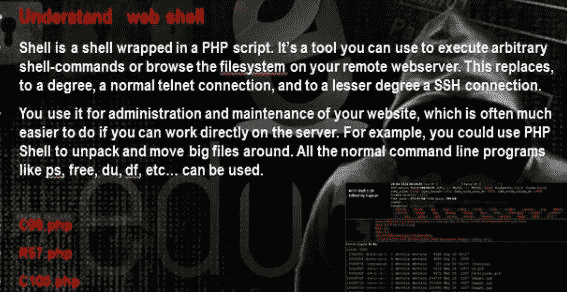 Understand web shell
Shell is a shell wrapped in a PHP script. It's a tool you can use to execute arbitrary
shell-commands or browse the filesystem on your remote webserver. This replaces,
to a degree, a normal telnet connection, and to a lesser degree a SSH connection.
You use it for administration and maintenance of your website, which is often much
easier to do if you can work directly on the server. For example, you could use PHP
Shell to unpack and move big files around. All the normal command line programs
like ps, free, du, df, etc... can be used.
C99.php
R57.php
C100.php